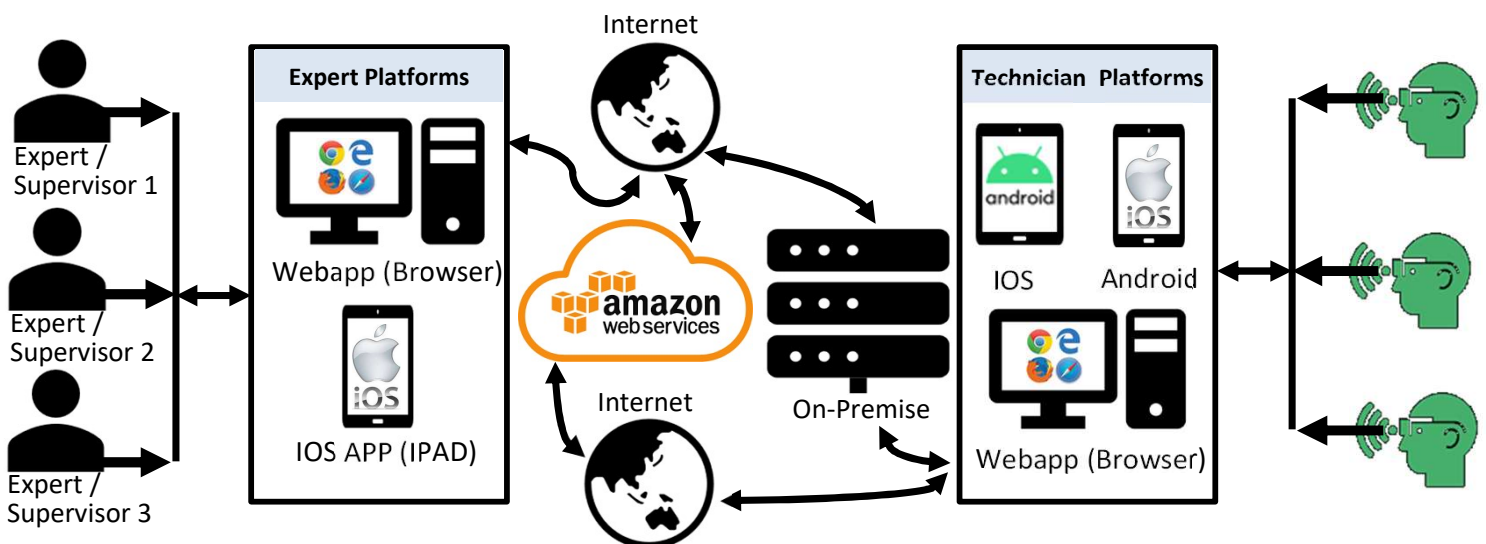 Internet
Expert Platforms
Technician Platforms
Expert /
Supervisor 1
android
iOS
Webapp (Browser)
IOS
Android
amazon
web services
Expert /
Supervisor 2
iOS
Internet
On-Premise
IOS APP (IPAD)
Webapp (Browser)
Expert /
Supervisor 3